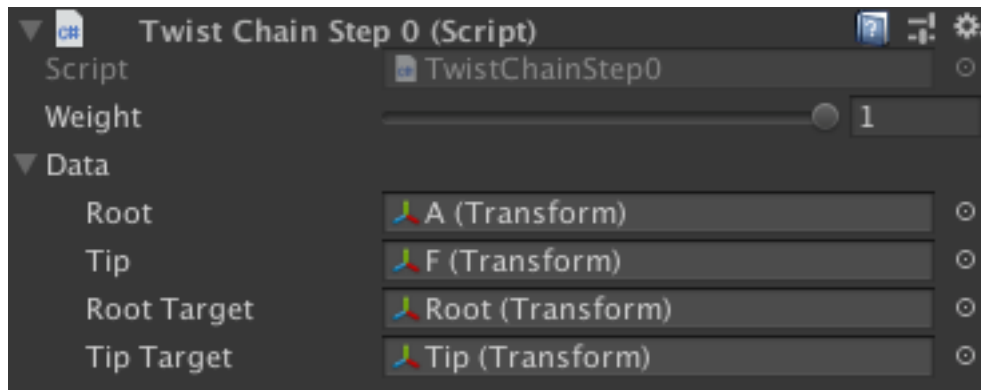 Twist Chain Step 0 (Script)
Script TwistChainStep0
Weight 1
Data
Root A (Transform)
Tip F (Transform)
Root Target Root (Transform)
Tip Target Tip (Transform)